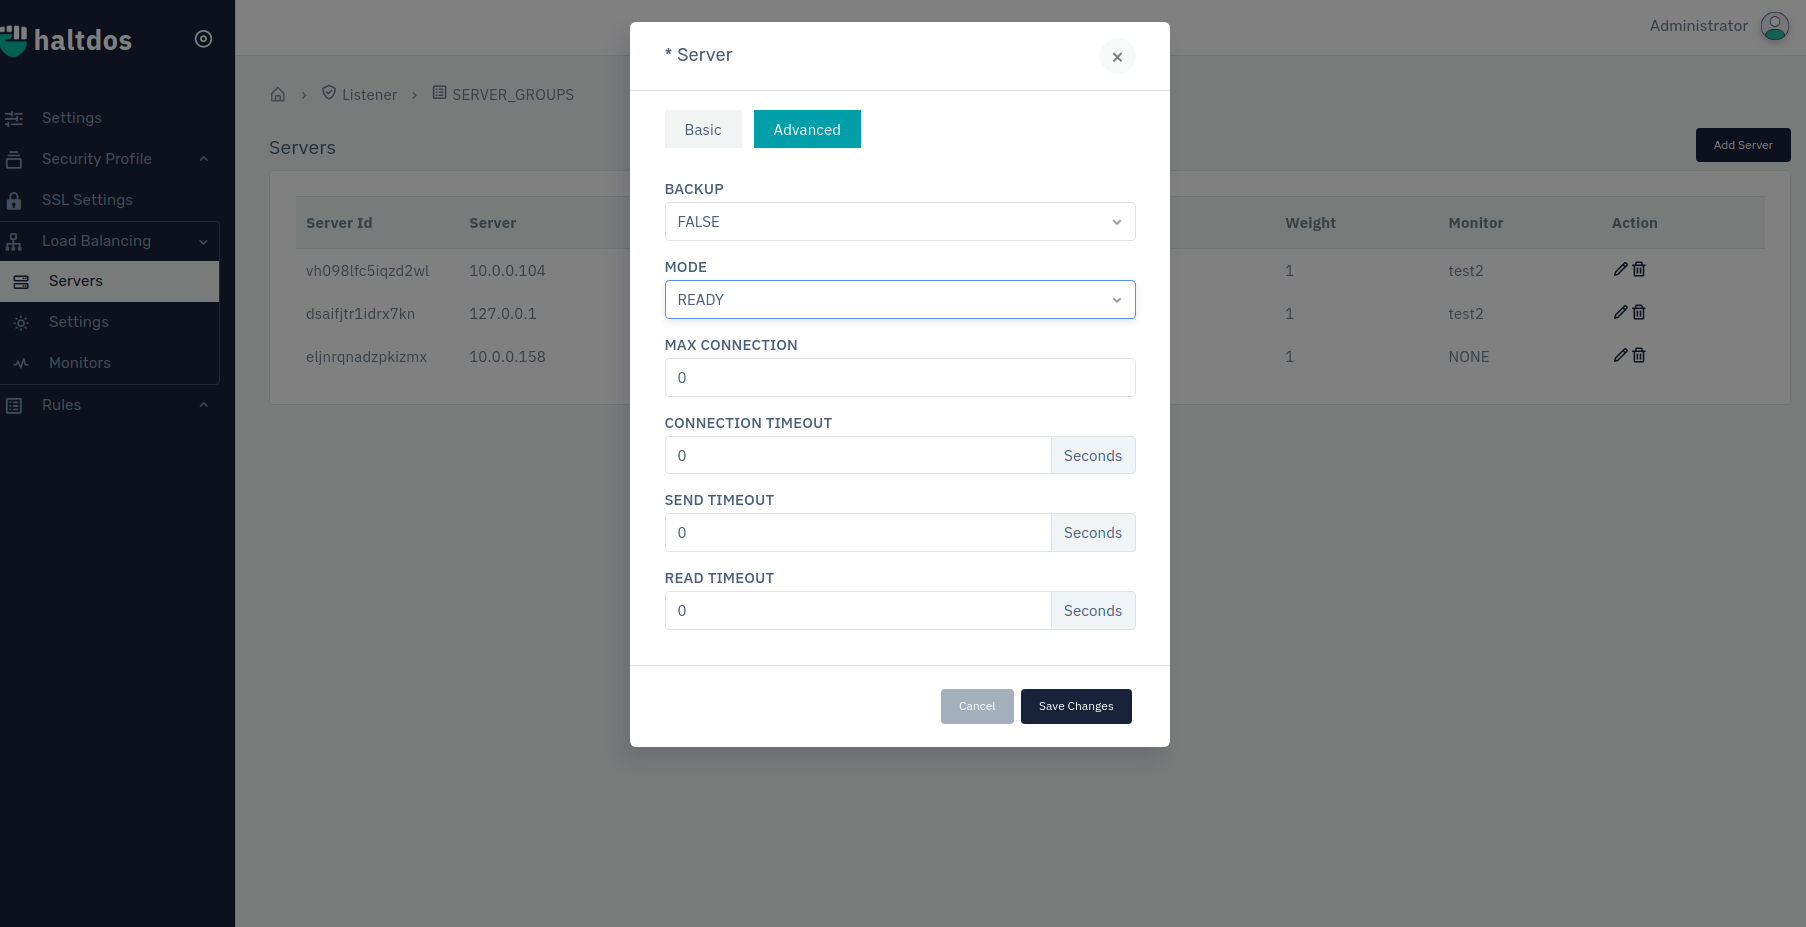 haltdos
Settings
Security Profile
SSL Settings
Load Balancing
Servers
Settings
Monitors
Rules
Administrator
Listener
SERVER_GROUPS
Servers
Add Server
Server Id Server Weight Monitor Action
vh098lfc5iqzd2wl 10.0.0.104 1 test2
dsaifjtr1idrx7kn 127.0.0.1 1 test2
eljnrqnadzpkizmx 10.0.0.158 1 NONE
* Server
×
Basic Advanced
BACKUP
FALSE
MODE
READY
MAX CONNECTION
0
CONNECTION TIMEOUT
0 Seconds
SEND TIMEOUT
0 Seconds
READ TIMEOUT
0 Seconds
Cancel Save Changes